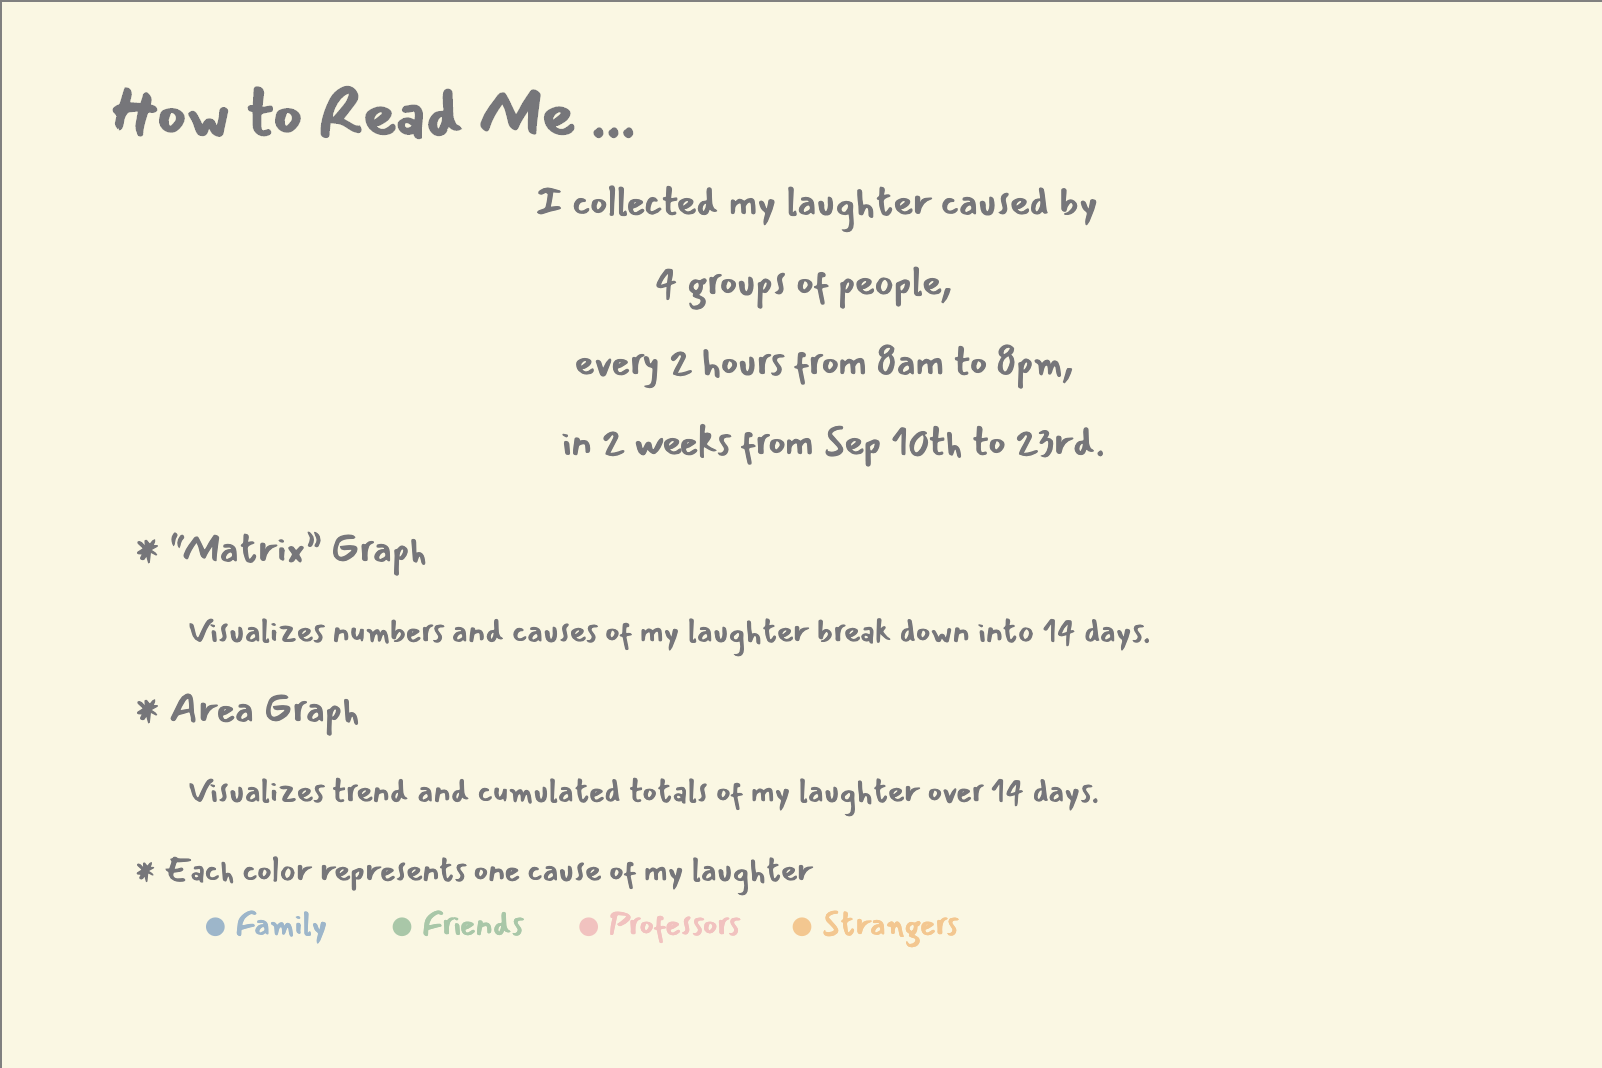 How to Read Me ...
I collected my laughter caused by
4 groups of people,
every 2 hours from 8am to 8pm,
in 2 weeks from Sep 10th to 23rd.
* "Matrix" Graph
Visualizes numbers and causes of my laughter break down into 14 days.
* Area Graph
Visualizes trend and cumulated totals of my laughter over 14 days.
* Each color represents one cause of my laughter
Family Friends Professors Strangers